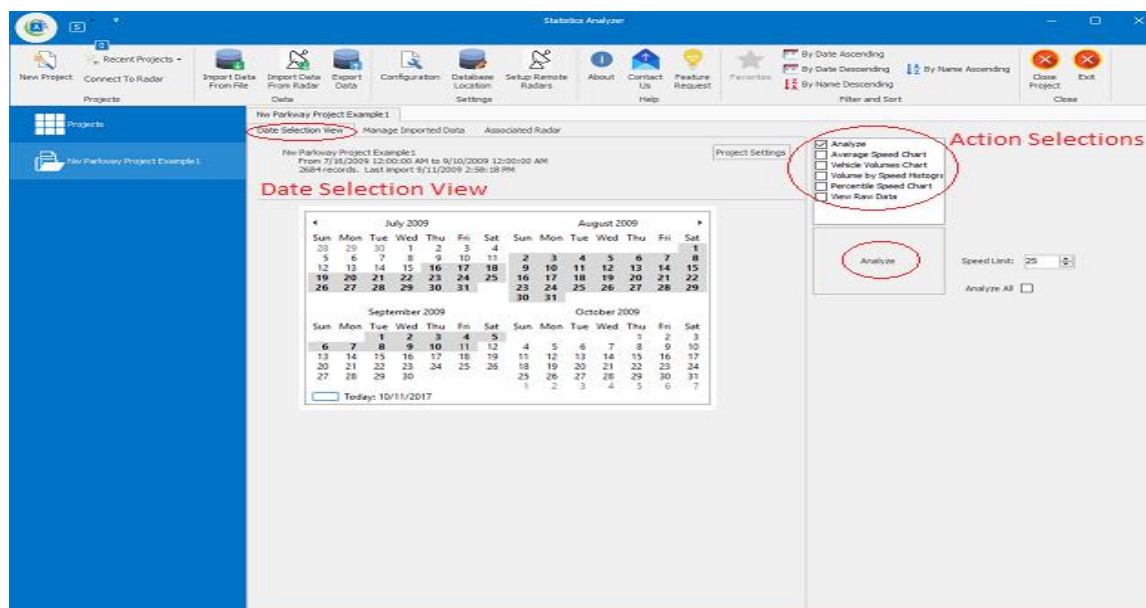 Statistics Analyzer
S
Q
New Project
Recent Projects
Connect To Radar
Import Data From File
Import Data From Radar
Export Data
Configuration
Database Location
Setup Remote Radars
About
Contact Us
Feature Request
Favorites
By Date Ascending
By Date Descending
By Name Descending
By Name Ascending
Close Project
Exit
Projects Data Settings Help Filter and Sort Close
Projects
Nw Parkway Project Example1
Nw Parkway Project Example1
Date Selection View Manage Imported Data Associated Radar
Nw Parkway Project Example1
From 7/16/2009 12:00:00 AM to 9/10/2009 12:00:00 AM
2684 records. Last import 9/11/2009 2:58:18 PM
Project Settings
Date Selection View
July 2009 August 2009
Sun Mon Tue Wed Thu Fri Sat Sun Mon Tue Wed Thu Fri Sat
28 29 30 1 2 3 4 1
5 6 7 8 9 10 11 2 3 4 5 6 7 8
12 13 14 15 16 17 18 9 10 11 12 13 14 15
19 20 21 22 23 24 25 16 17 18 19 20 21 22
26 27 28 29 30 31 23 24 25 26 27 28 29
30 31
September 2009 October 2009
Sun Mon Tue Wed Thu Fri Sat Sun Mon Tue Wed Thu Fri Sat
1 2 3 4 5 1 2 3
6 7 8 9 10 11 12 4 5 6 7 8 9 10
13 14 15 16 17 18 19 11 12 13 14 15 16 17
20 21 22 23 24 25 26 18 19 20 21 22 23 24
27 28 29 30 25 26 27 28 29 30 31
1 2 3 4 5 6 7
Today: 10/11/2017
Action Selections
Analyze
Average Speed Chart
Vehicle Volumes Chart
Volume by Speed Histogr
Percentile Speed Chart
View Raw Data
Analyze
Speed Limit: 25
Analyze All